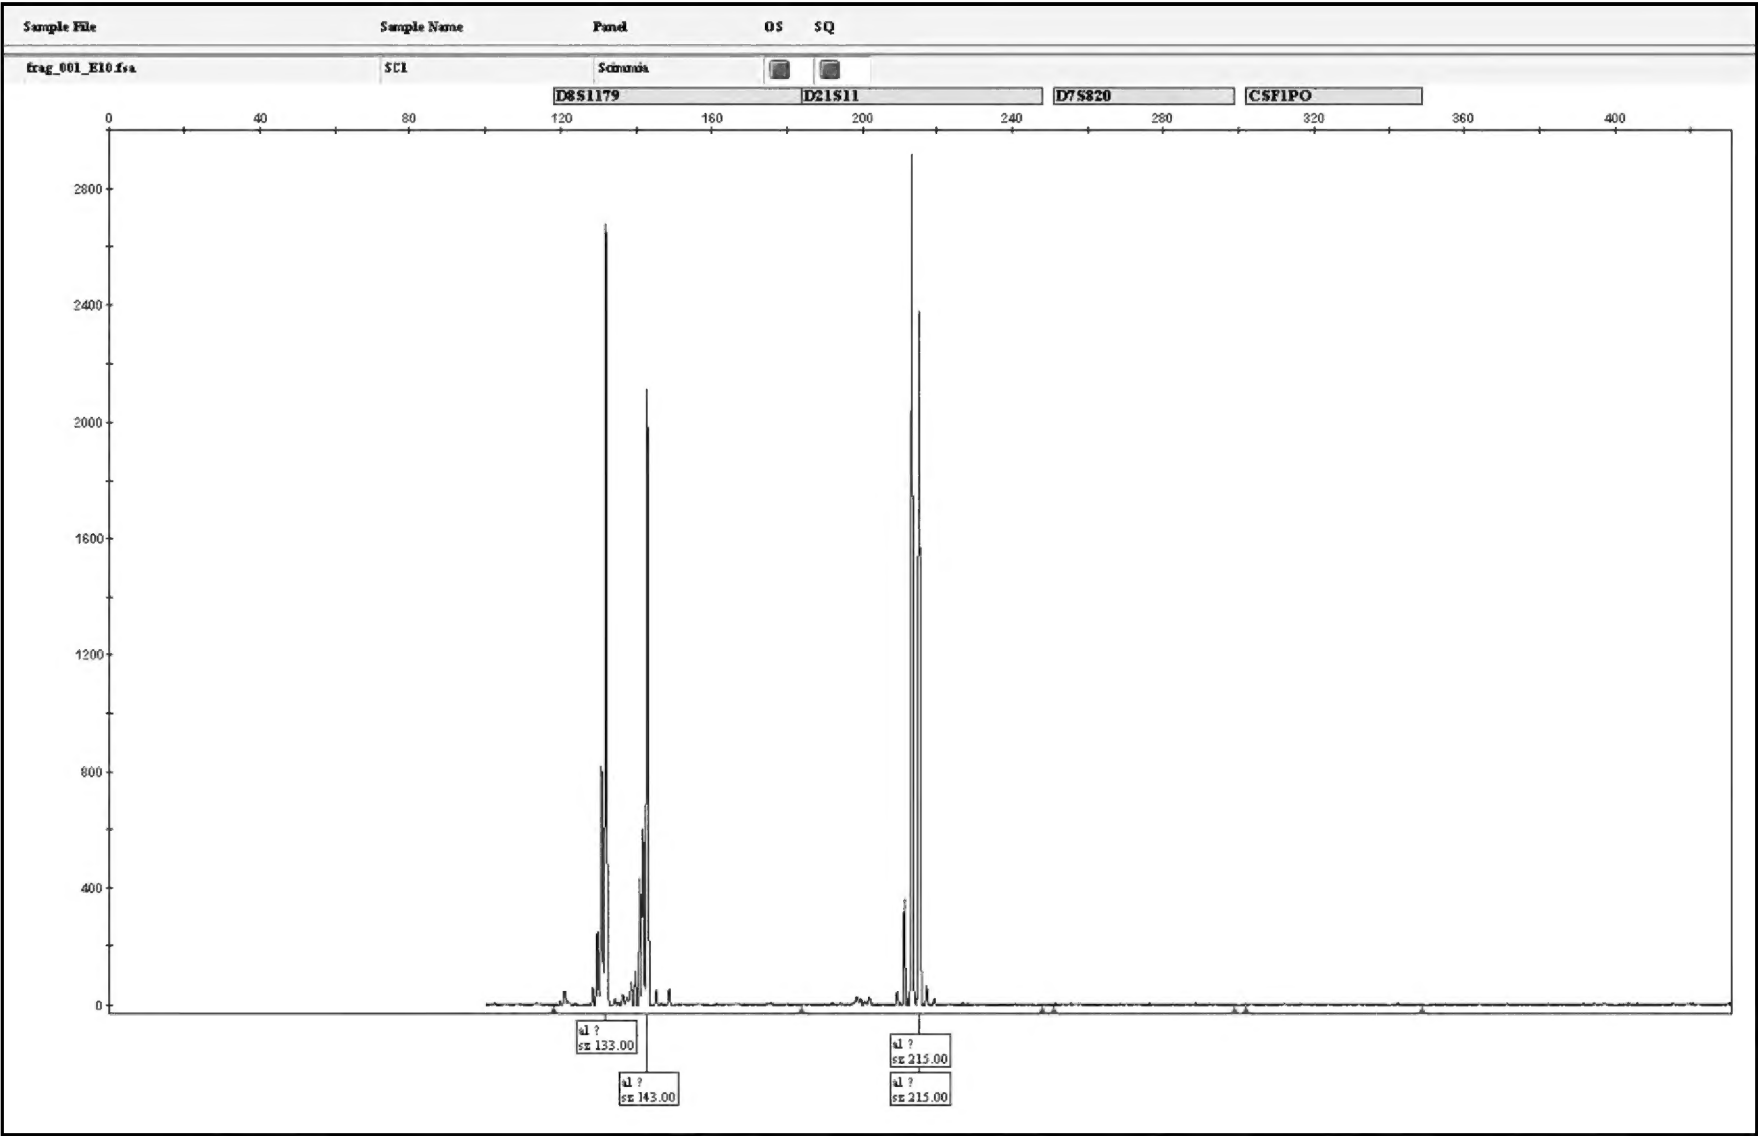 Sample File Sample Name Panel OS SQ
frag_001_E10.fsa SC1 Scimmia
D8S1179 D21S11 D7S820 CSF1PO
0 40 80 120 160 200 240 280 320 360 400
2800
2400
2000
1600
1200
800
400
0
al ? al ?
sz 133.00 sz 215.00
al ? al ?
sz 143.00 sz 215.00